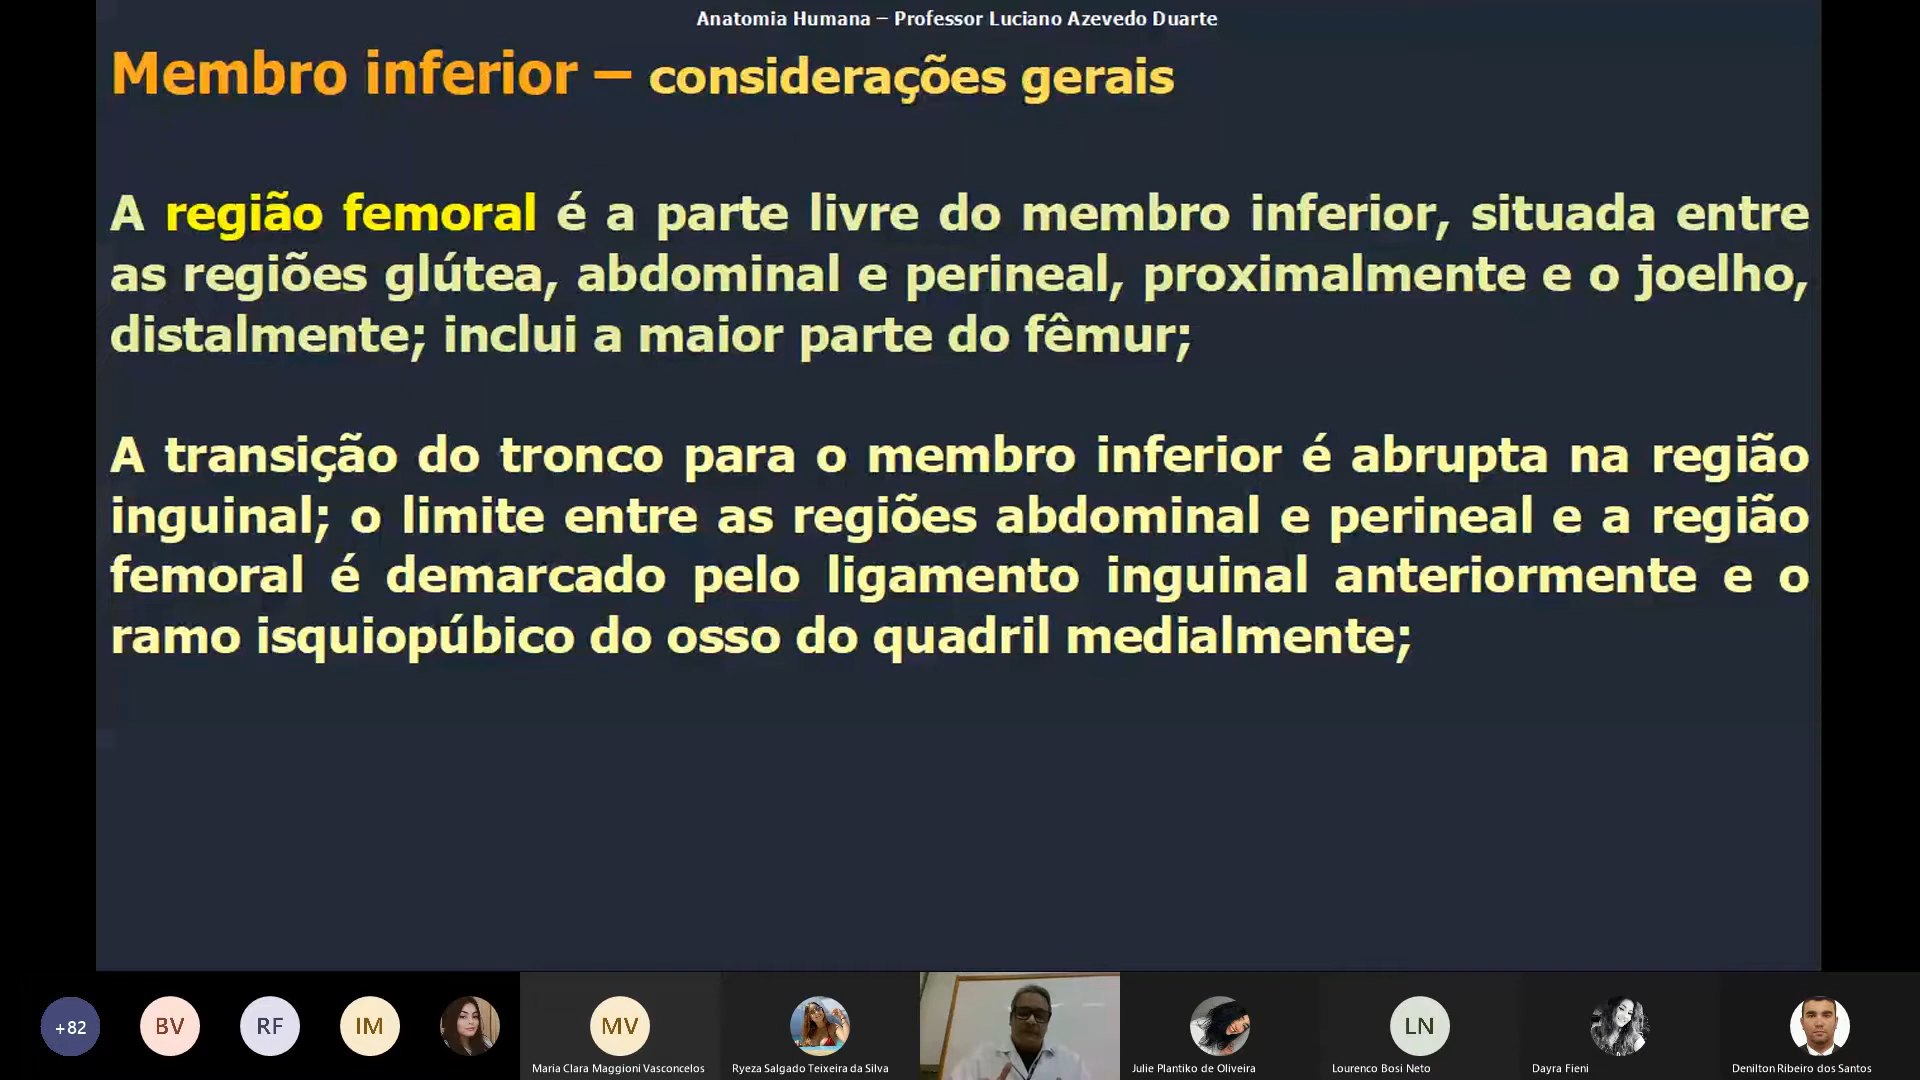 Anatomia Humana – Professor Luciano Azevedo Duarte
Membro inferior – considerações gerais
A região femoral é a parte livre do membro inferior, situada entre
as regiões glútea, abdominal e perineal, proximalmente e o joelho,
distalmente; inclui a maior parte do fêmur;
A transição do tronco para o membro inferior é abrupta na região
inguinal; o limite entre as regiões abdominal e perineal e a região
femoral é demarcado pelo ligamento inguinal anteriormente e o
ramo isquiopúbico do osso do quadril medialmente;
+82
BV
RF
IM
MV
LN
Maria Clara Maggioni Vasconcelos
Ryeza Salgado Teixeira da Silva
Julie Plantiko de Oliveira
Lourenco Bosi Neto
Dayra Fieni
Denilton Ribeiro dos Santos